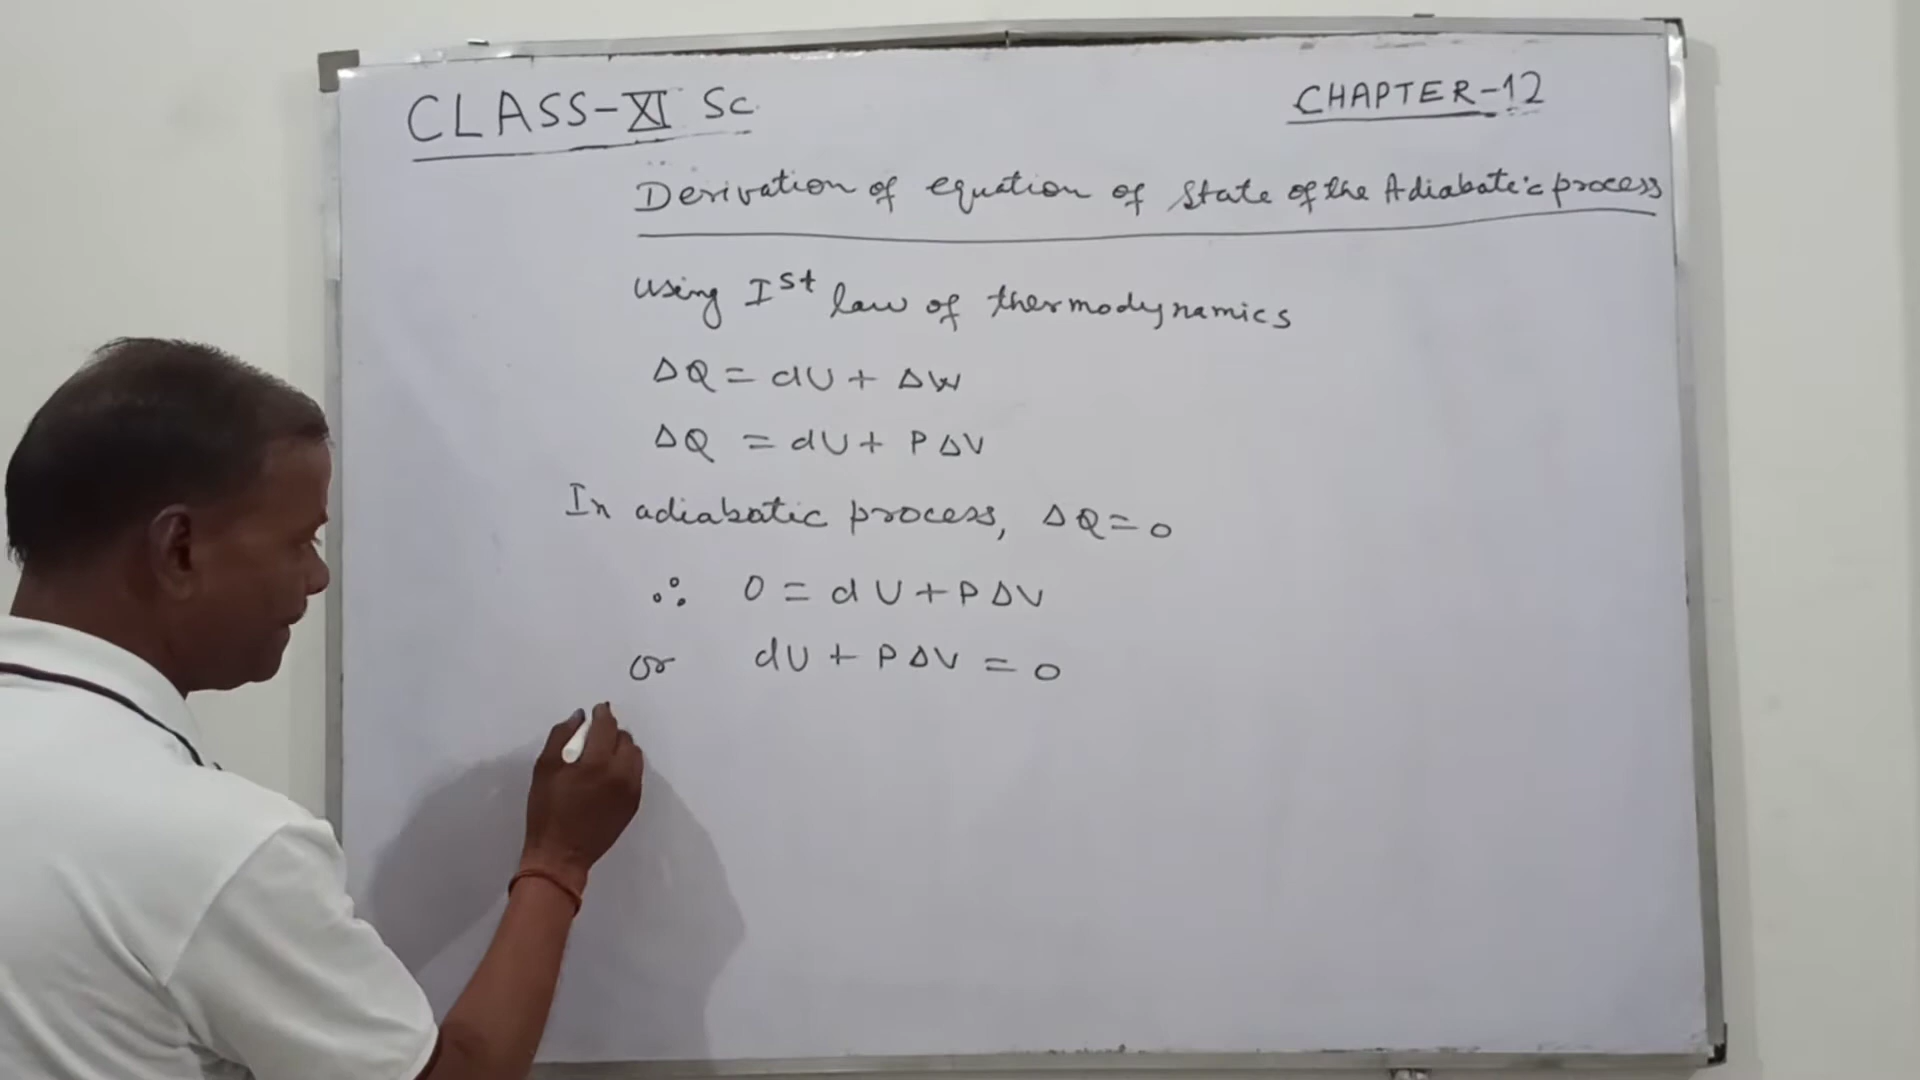 CLASS-XI Sc.
CHAPTER-12
Derivation of equation of state of the Adiabatic process
using Ist law of thermodynamics
ΔQ = dU + ΔW
ΔQ = dU + PΔV
In adiabatic process, ΔQ = 0
∴ 0 = dU + PΔV
or dU + PΔV = 0